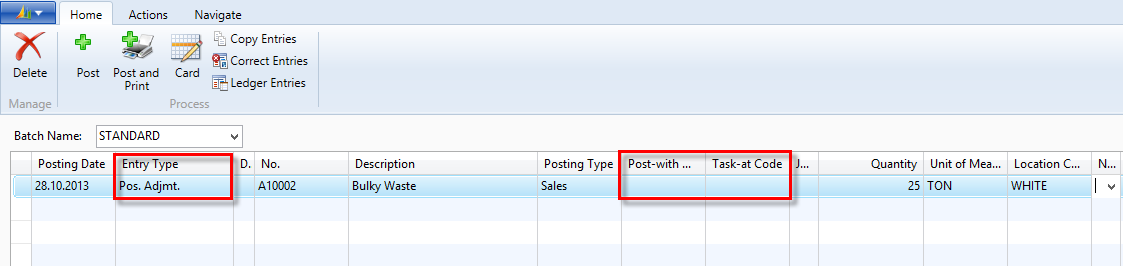 Home Actions Navigate
Delete
Post
Post and Print
Card
Copy Entries
Correct Entries
Ledger Entries
Manage
Process
Batch Name: STANDARD
Posting Date Entry Type D. No. Description Posting Type Post-with ... Task-at Code J... Quantity Unit of Mea... Location C... N...
28.10.2013 Pos. Adjmt. A10002 Bulky Waste Sales 25 TON WHITE